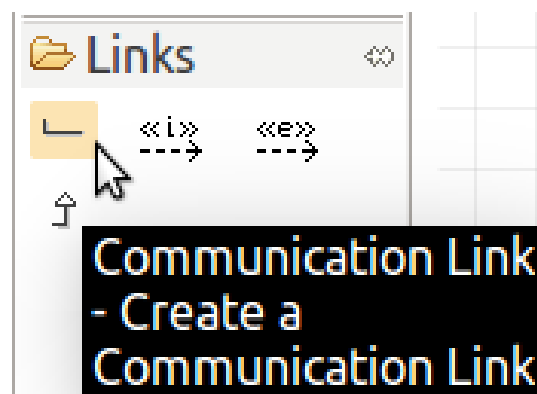 Links
«i» «e»
Communication Link
- Create a
Communication Link